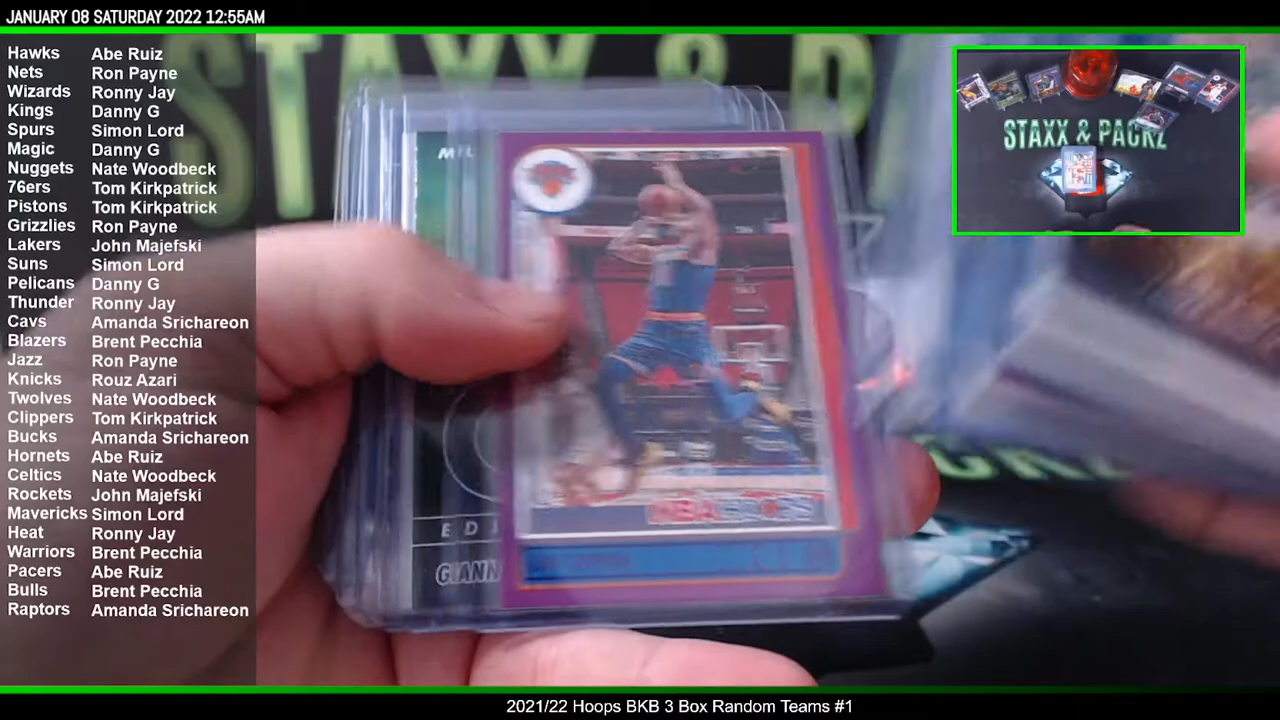 JANUARY 08 SATURDAY 2022 12:55AM
Hawks Abe Ruiz
Nets Ron Payne
Wizards Ronny Jay
Kings Danny G
Spurs Simon Lord
Magic Danny G
Nuggets Nate Woodbeck
76ers Tom Kirkpatrick
Pistons Tom Kirkpatrick
Grizzlies Ron Payne
Lakers John Majefski
Suns Simon Lord
Pelicans Danny G
Thunder Ronny Jay
Cavs Amanda Srichareon
Blazers Brent Pecchia
Jazz Ron Payne
Knicks Rouz Azari
Twolves Nate Woodbeck
Clippers Tom Kirkpatrick
Bucks Amanda Srichareon
Hornets Abe Ruiz
Celtics Nate Woodbeck
Rockets John Majefski
Mavericks Simon Lord
Heat Ronny Jay
Warriors Brent Pecchia
Pacers Abe Ruiz
Bulls Brent Pecchia
Raptors Amanda Srichareon
STAXX & P
MIL
NBA HOOPS
EDI
GIANN
STAXX & PACKZ
2021/22 Hoops BKB 3 Box Random Teams #1